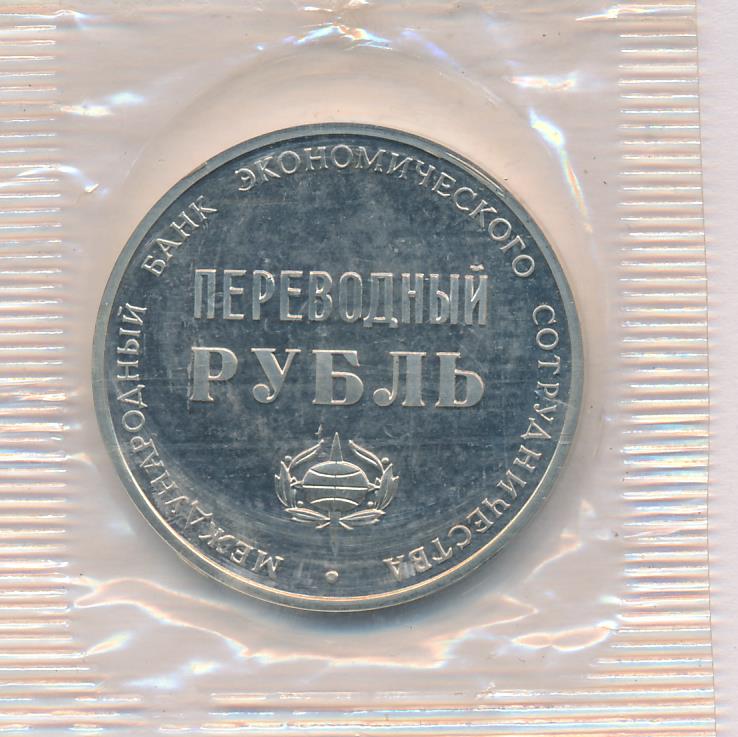 МЕЖДУНАРОДНЫЙ БАНК ЭКОНОМИЧЕСКОГО СОТРУДНИЧЕСТВА
ПЕРЕВОДНЫЙ
РУБЛЬ